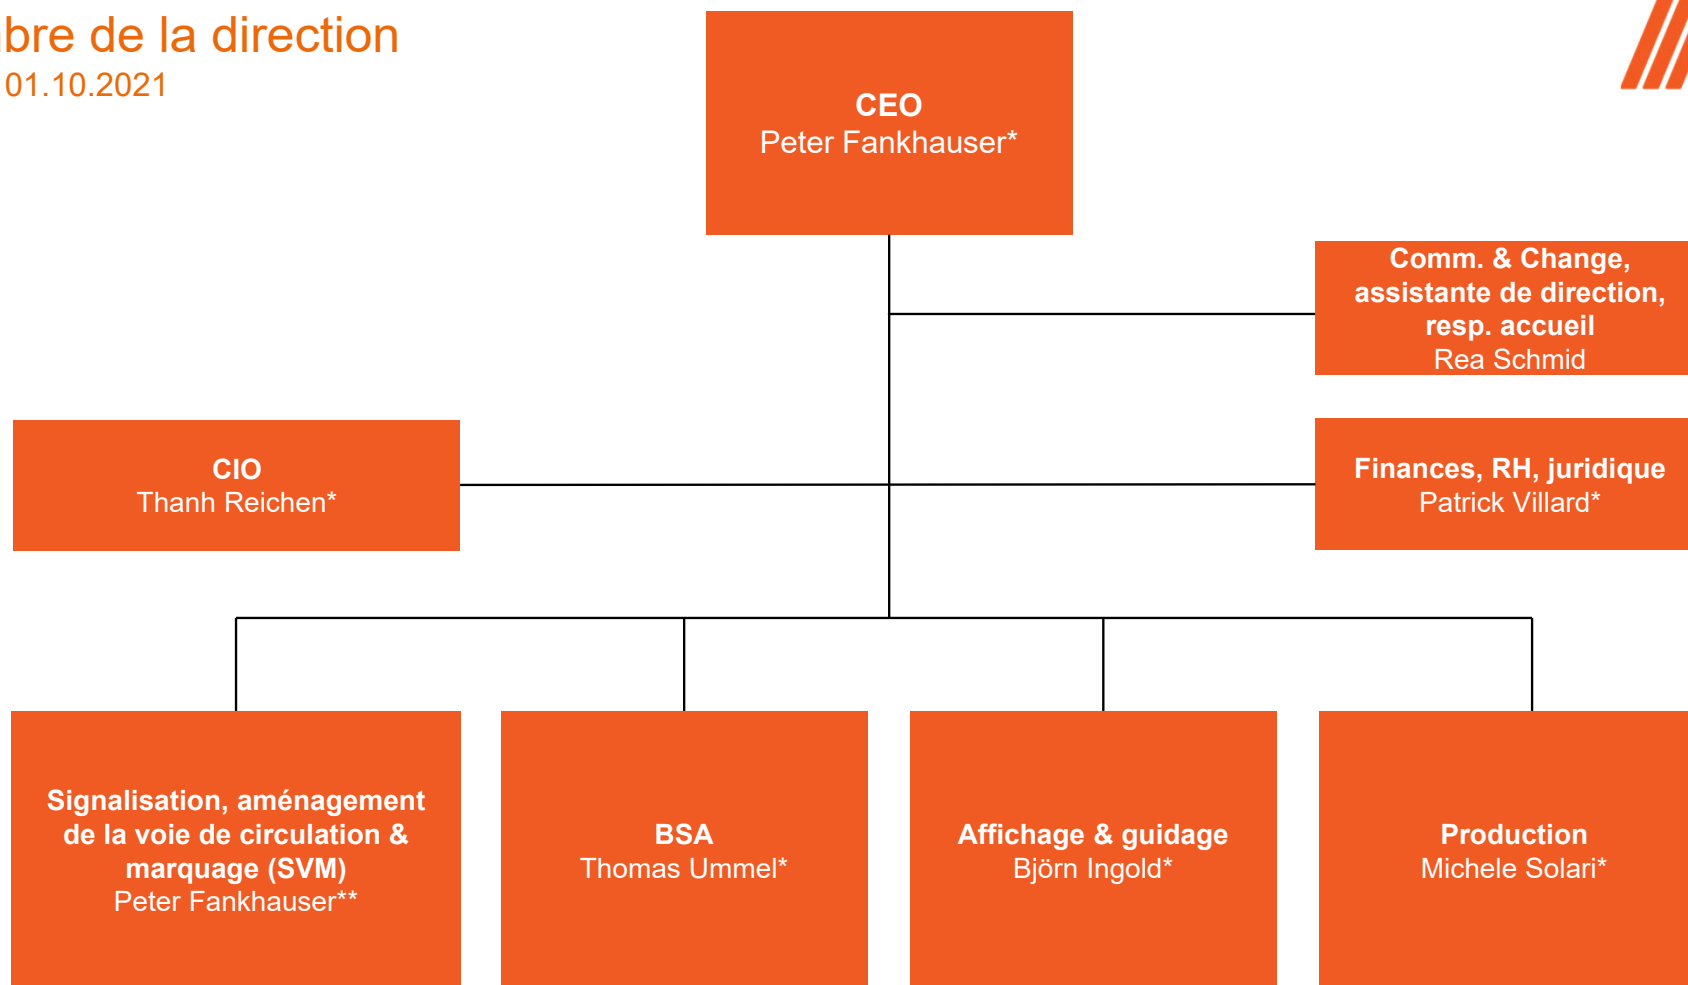 bre de la direction
01.10.2021
CEO
Peter Fankhauser*
Comm. & Change,
assistante de direction,
resp. accueil
Rea Schmid
CIO
Thanh Reichen*
Finances, RH, juridique
Patrick Villard*
Signalisation, aménagement
de la voie de circulation &
marquage (SVM)
Peter Fankhauser**
BSA
Thomas Ummel*
Affichage & guidage
Björn Ingold*
Production
Michele Solari*